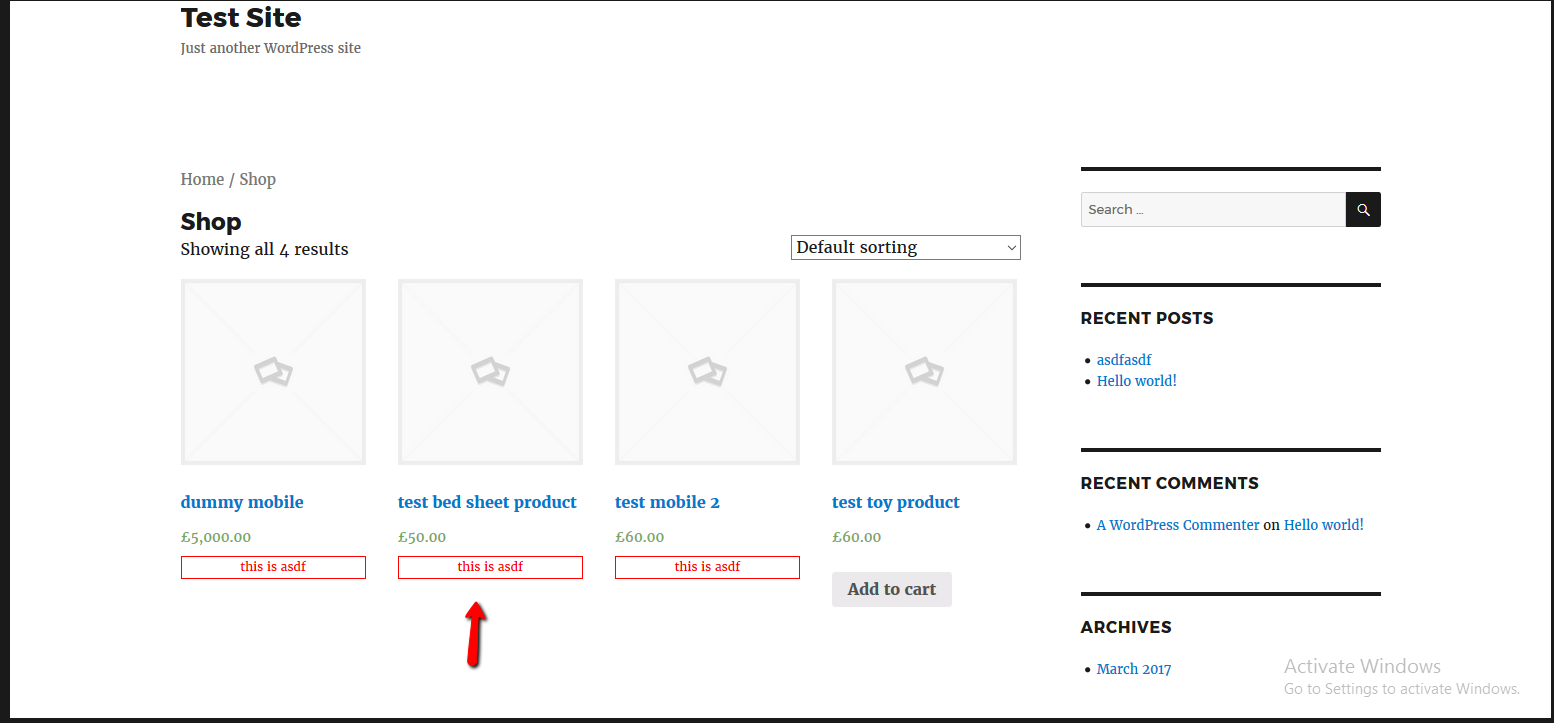 Test Site
Just another WordPress site
Home / Shop
Shop
Showing all 4 results
Default sorting
dummy mobile
£5,000.00
this is asdf
test bed sheet product
£50.00
this is asdf
test mobile 2
£60.00
this is asdf
test toy product
£60.00
Add to cart
Search ...
RECENT POSTS
asdfasdf
Hello world!
RECENT COMMENTS
A WordPress Commenter on Hello world!
ARCHIVES
March 2017
Activate Windows
Go to Settings to activate Windows.